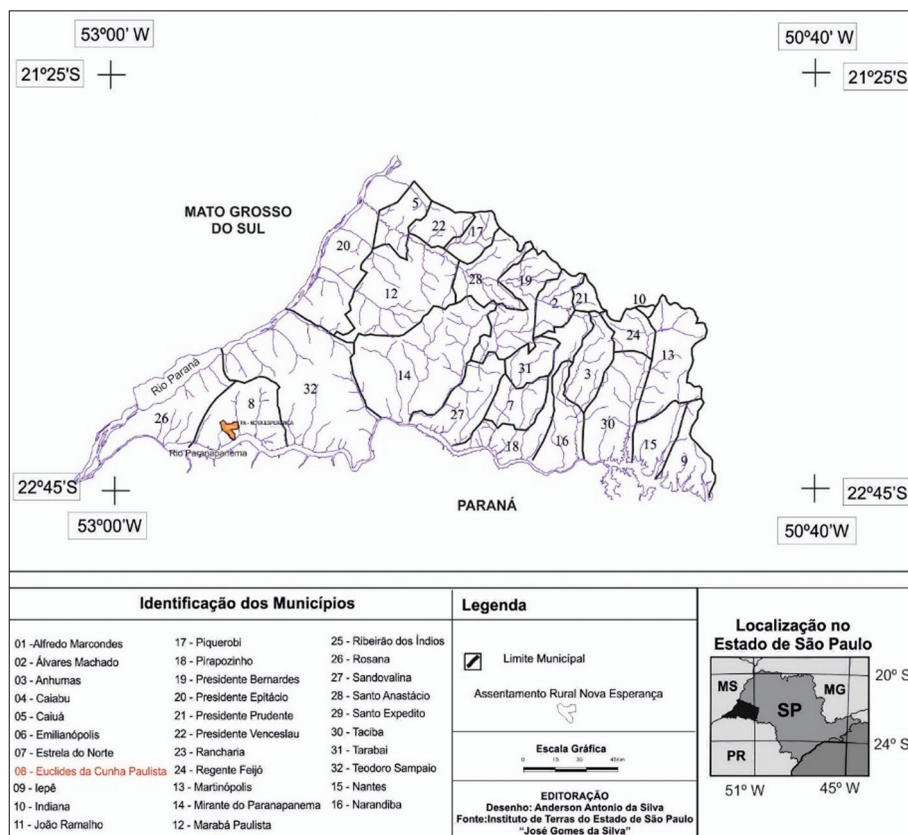 53º00' W
50º40' W
21º25'S
21º25'S
MATO GROSSO
DO SUL
5
22
17
20
28
19
12
2
21
10
24
13
31
3
14
32
8
7
27
26
30
16
15
18
9
PA - NOVA ESPERANÇA
Rio Paraná
Rio Paranapanema
PARANÁ
22º45'S
22º45'S
53º00'W
50º40'W
Identificação dos Municípios
01 -Alfredo Marcondes
02 - Álvares Machado
03 - Anhumas
04 - Caiabu
05 - Caiuá
06 - Emilianópolis
07 - Estrela do Norte
08 - Euclides da Cunha Paulista
09 - Iepê
10 - Indiana
11 - João Ramalho
17 - Piquerobi
18 - Pirapozinho
19 - Presidente Bernardes
20 - Presidente Epitácio
21 - Presidente Prudente
22 - Presidente Venceslau
23 - Rancharia
24 - Regente Feijó
13 - Martinópolis
14 - Mirante do Paranapanema
12 - Marabá Paulista
25 - Ribeirão dos Índios
26 - Rosana
27 - Sandovalina
28 - Santo Anastácio
29 - Santo Expedito
30 - Taciba
31 - Tarabai
32 - Teodoro Sampaio
15 - Nantes
16 - Narandiba
Legenda
Limite Municipal
Assentamento Rural Nova Esperança
Escala Gráfica
0 15 30 45Km
EDITORAÇÃO
Desenho: Anderson Antonio da Silva
Fonte:Instituto de Terras do Estado de São Paulo
"José Gomes da Silva"
Localização no
Estado de São Paulo
20º S
MS
MG
SP
24º S
PR
51º W
45º W